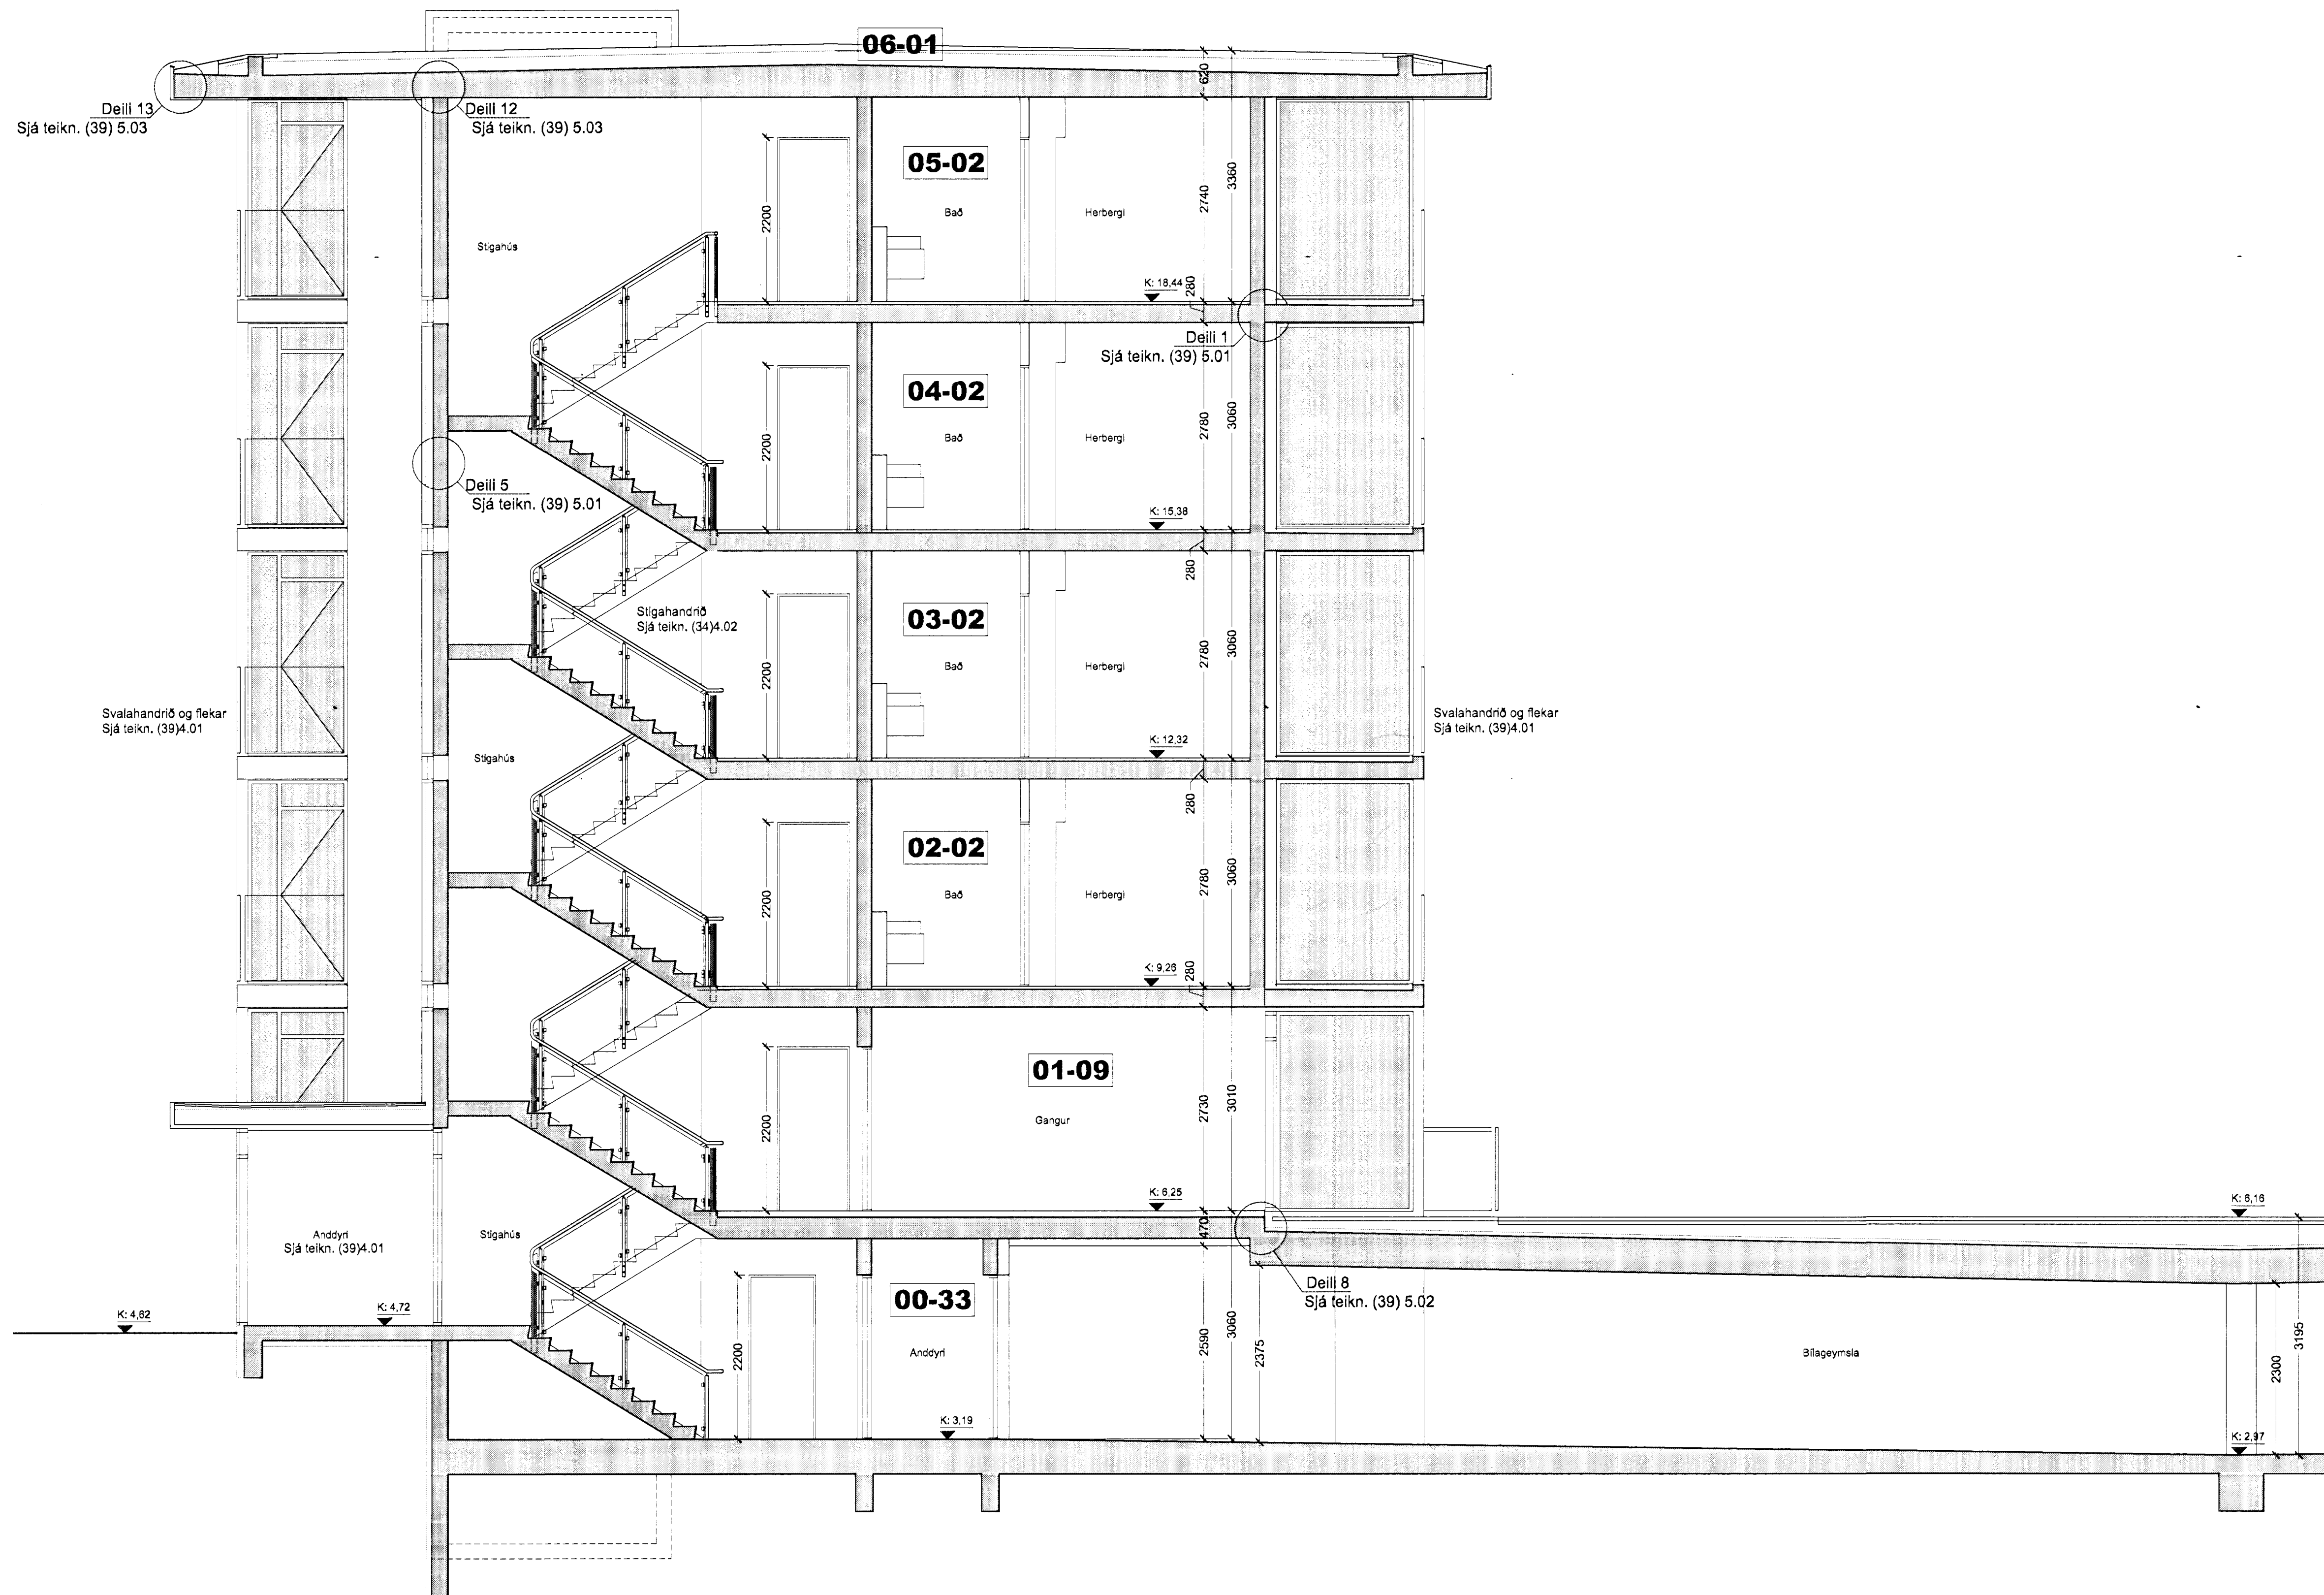 06-01
620
Deili 13
Sjá teikn. (39) 5.03
Deili 12
Sjá teikn. (39) 5.03
05-02
2200
Bað
Herbergi
2740
3360
Stigahús
K: 18,44
280
Deili 1
Sjá teikn. (39) 5.01
04-02
2200
Bað
Herbergi
2780
3060
Deili 5
Sjá teikn. (39) 5.01
K: 15,38
280
Stigahandrið
Sjá teikn. (34)4.02
03-02
2200
Bað
Herbergi
2780
3060
Svalahandrið og flekar
Sjá teikn. (39)4.01
Svalahandrið og flekar
Sjá teikn. (39)4.01
K: 12,32
Stigahús
280
02-02
2200
Bað
Herbergi
2780
3060
K: 9,26
280
01-09
2200
Gangur
2730
3010
K: 6,25
K: 6,16
470
Anddyri
Sjá teikn. (39)4.01
Stigahús
Deili 8
Sjá teikn. (39) 5.02
00-33
K: 4,62
K: 4,72
2200
Anddyri
2590
3060
2375
Bílageymsla
2300
3195
K: 3,19
K: 2,97